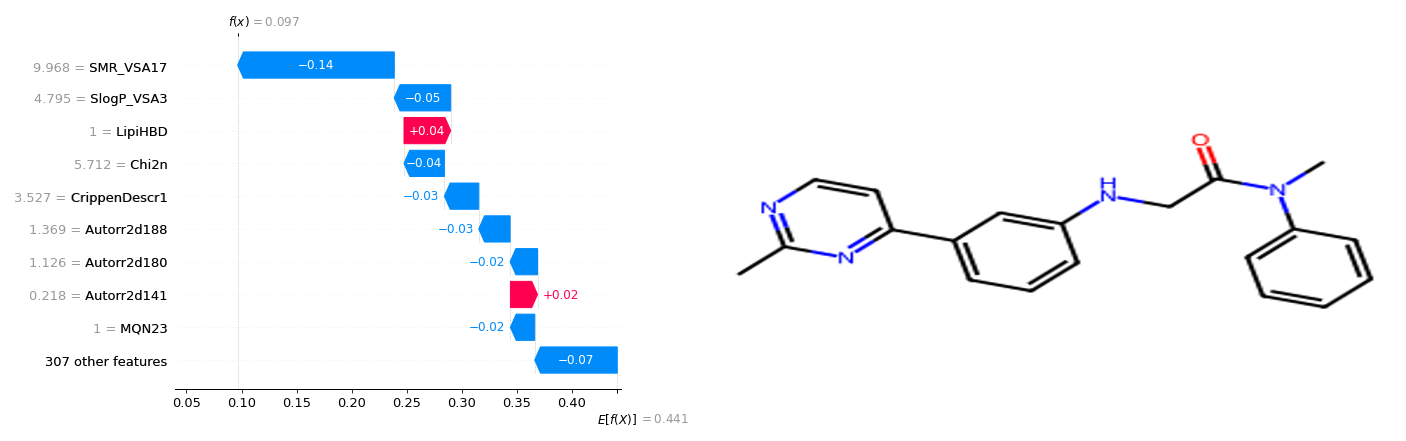 f(x) = 0.097
9.968 = SMR_VSA17
−0.14
4.795 = SlogP_VSA3
−0.05
1 = LipiHBD
+0.04
5.712 = Chi2n
−0.04
3.527 = CrippenDescr1
−0.03
1.369 = Autorr2d188
−0.03
1.126 = Autorr2d180
−0.02
0.218 = Autorr2d141
+0.02
1 = MQN23
−0.02
307 other features
−0.07
0.05 0.10 0.15 0.20 0.25 0.30 0.35 0.40
E[f(X)] = 0.441
O
H
N
N
N
N